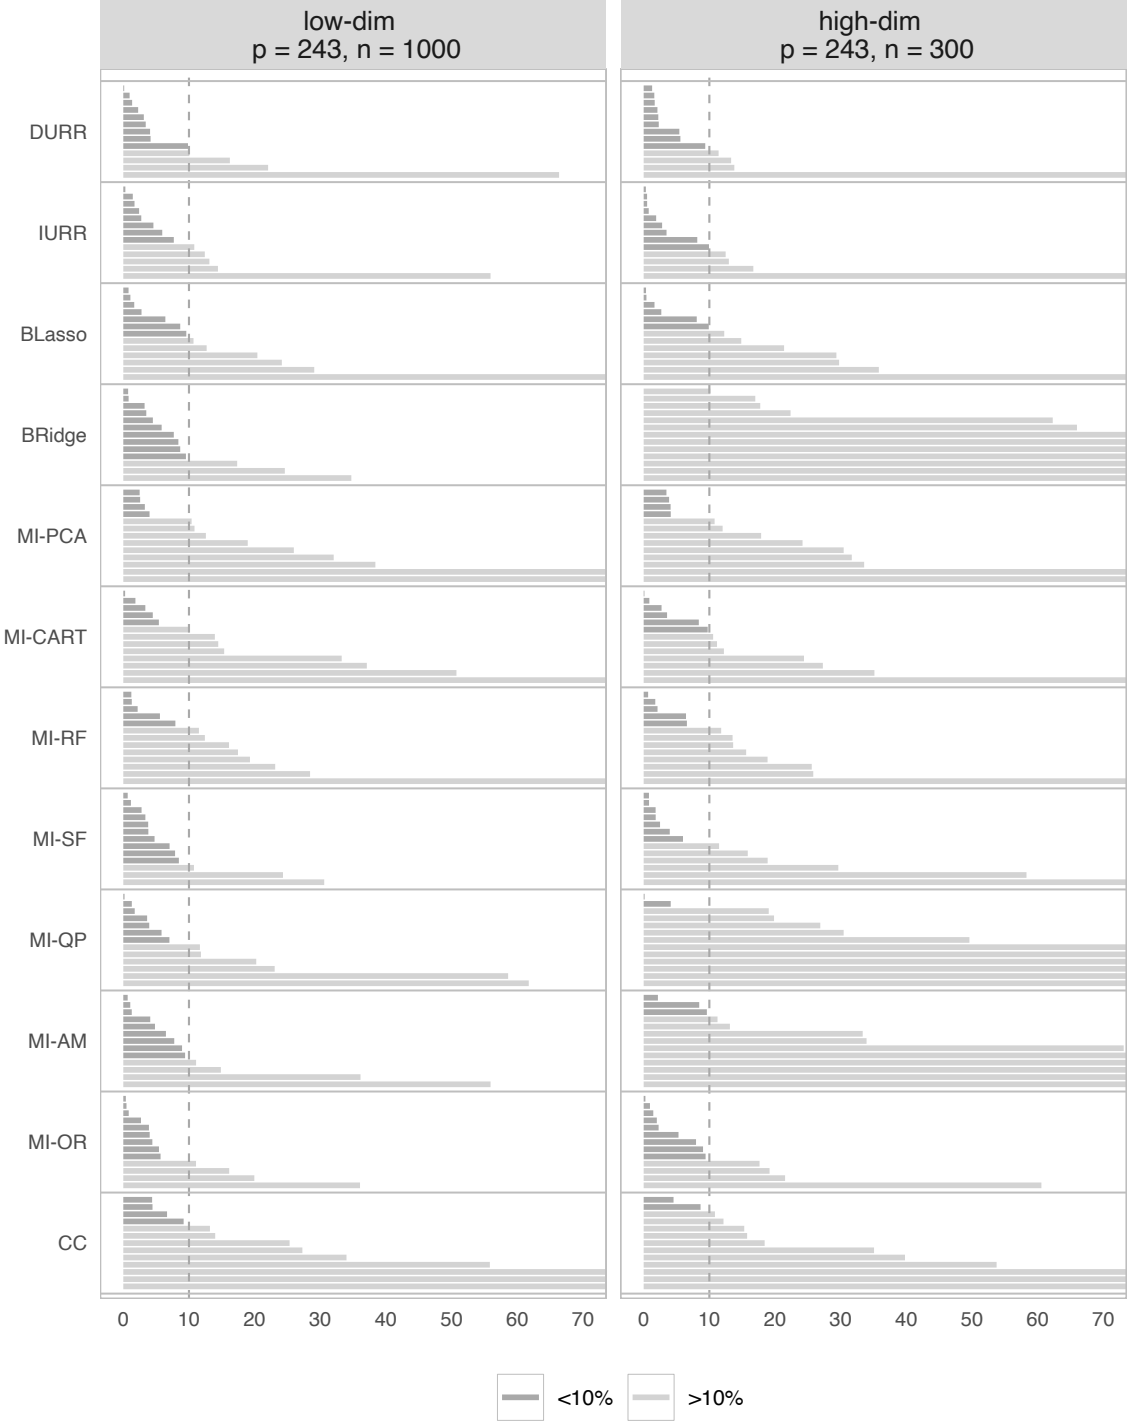 low-dim
p = 243, n = 1000
high-dim
p = 243, n = 300
DURR
IURR
BLasso
BRidge
MI-PCA
MI-CART
MI-RF
MI-SF
MI-QP
MI-AM
MI-OR
CC
0 10 20 30 40 50 60 70
0 10 20 30 40 50 60 70
<10% >10%